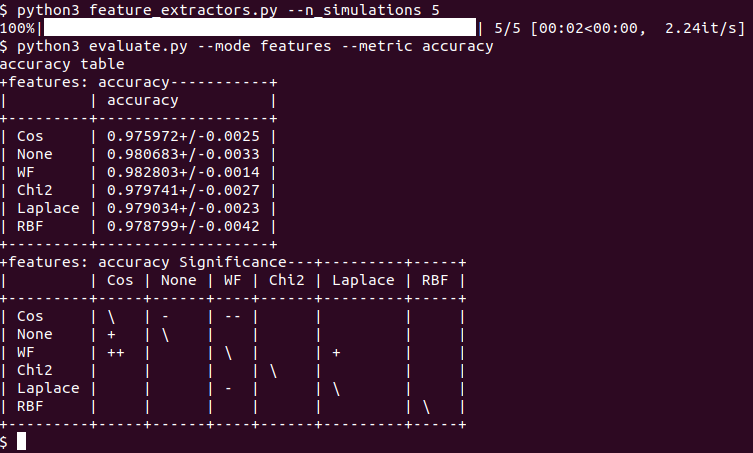 $ python3 feature_extractors.py --n_simulations 5
100%|██████████████████████████████████████████████████████| 5/5 [00:02<00:00,  2.24it/s]
$ python3 evaluate.py --mode features --metric accuracy
accuracy table
+features: accuracy-----------+
|         | accuracy          |
+---------+-------------------+
| Cos     | 0.975972+/-0.0025 |
| None    | 0.980683+/-0.0033 |
| WF      | 0.982803+/-0.0014 |
| Chi2    | 0.979741+/-0.0027 |
| Laplace | 0.979034+/-0.0023 |
| RBF     | 0.978799+/-0.0042 |
+---------+-------------------+
+features: accuracy Significance---+---------+-----+
|         | Cos | None | WF | Chi2 | Laplace | RBF |
+---------+-----+------+----+------+---------+-----+
| Cos     | \   | -    | -- |      |         |     |
| None    | +   | \    |    |      |         |     |
| WF      | ++  |      | \  |      | +       |     |
| Chi2    |     |      |    | \    |         |     |
| Laplace |     |      | -  |      | \       |     |
| RBF     |     |      |    |      |         | \   |
+---------+-----+------+----+------+---------+-----+
$